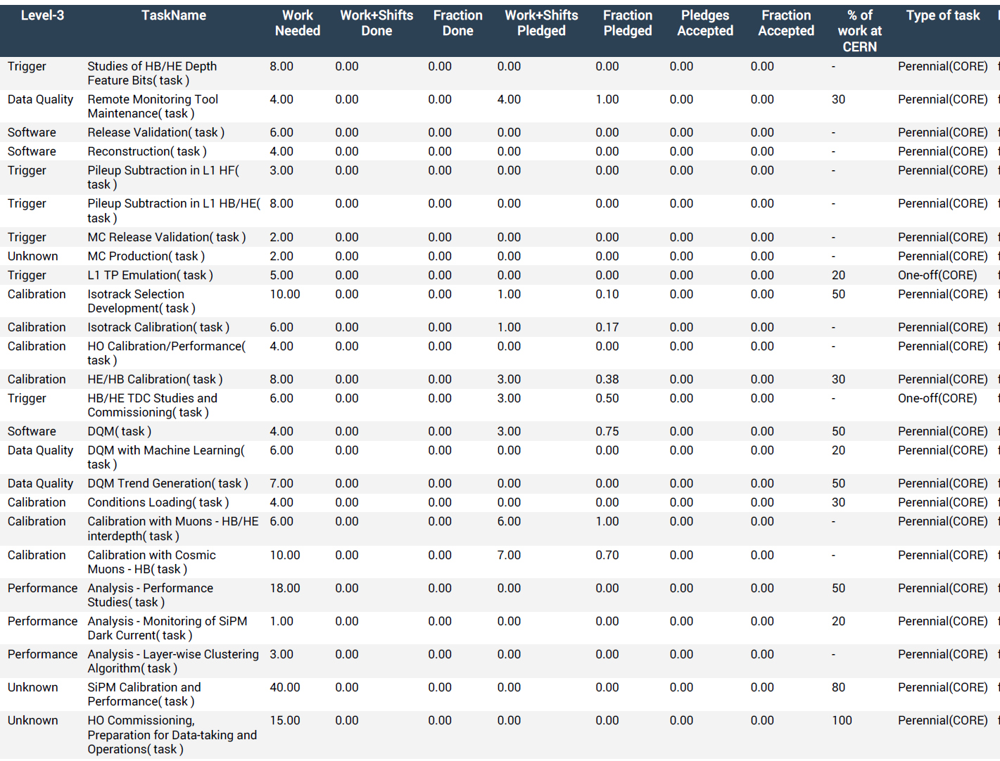 Level-3 TaskName Work Needed Work+Shifts Done Fraction Done Work+Shifts Pledged Fraction Pledged Pledges Accepted Fraction Accepted % of work at CERN Type of task
Trigger Studies of HB/HE Depth Feature Bits( task ) 8.00 0.00 0.00 0.00 0.00 0.00 0.00 - Perennial(CORE)
Data Quality Remote Monitoring Tool Maintenance( task ) 4.00 0.00 0.00 4.00 1.00 0.00 0.00 30 Perennial(CORE)
Software Release Validation( task ) 6.00 0.00 0.00 0.00 0.00 0.00 0.00 - Perennial(CORE)
Software Reconstruction( task ) 4.00 0.00 0.00 0.00 0.00 0.00 0.00 - Perennial(CORE)
Trigger Pileup Subtraction in L1 HF( task ) 3.00 0.00 0.00 0.00 0.00 0.00 0.00 - Perennial(CORE)
Trigger Pileup Subtraction in L1 HB/HE( task ) 8.00 0.00 0.00 0.00 0.00 0.00 0.00 - Perennial(CORE)
Trigger MC Release Validation( task ) 2.00 0.00 0.00 0.00 0.00 0.00 0.00 - Perennial(CORE)
Unknown MC Production( task ) 2.00 0.00 0.00 0.00 0.00 0.00 0.00 - Perennial(CORE)
Trigger L1 TP Emulation( task ) 5.00 0.00 0.00 0.00 0.00 0.00 0.00 20 One-off(CORE)
Calibration Isotrack Selection Development( task ) 10.00 0.00 0.00 1.00 0.10 0.00 0.00 50 Perennial(CORE)
Calibration Isotrack Calibration( task ) 6.00 0.00 0.00 1.00 0.17 0.00 0.00 - Perennial(CORE)
Calibration HO Calibration/Performance( task ) 4.00 0.00 0.00 0.00 0.00 0.00 0.00 - Perennial(CORE)
Calibration HE/HB Calibration( task ) 8.00 0.00 0.00 3.00 0.38 0.00 0.00 30 Perennial(CORE)
Trigger HB/HE TDC Studies and Commissioning( task ) 6.00 0.00 0.00 3.00 0.50 0.00 0.00 - One-off(CORE)
Software DQM( task ) 4.00 0.00 0.00 3.00 0.75 0.00 0.00 50 Perennial(CORE)
Data Quality DQM with Machine Learning( task ) 6.00 0.00 0.00 0.00 0.00 0.00 0.00 20 Perennial(CORE)
Data Quality DQM Trend Generation( task ) 7.00 0.00 0.00 0.00 0.00 0.00 0.00 50 Perennial(CORE)
Calibration Conditions Loading( task ) 4.00 0.00 0.00 0.00 0.00 0.00 0.00 30 Perennial(CORE)
Calibration Calibration with Muons - HB/HE interdepth( task ) 6.00 0.00 0.00 6.00 1.00 0.00 0.00 - Perennial(CORE)
Calibration Calibration with Cosmic Muons - HB( task ) 10.00 0.00 0.00 7.00 0.70 0.00 0.00 - Perennial(CORE)
Performance Analysis - Performance Studies( task ) 18.00 0.00 0.00 0.00 0.00 0.00 0.00 50 Perennial(CORE)
Performance Analysis - Monitoring of SiPM Dark Current( task ) 1.00 0.00 0.00 0.00 0.00 0.00 0.00 20 Perennial(CORE)
Performance Analysis - Layer-wise Clustering Algorithm( task ) 3.00 0.00 0.00 0.00 0.00 0.00 0.00 - Perennial(CORE)
Unknown SiPM Calibration and Performance( task ) 40.00 0.00 0.00 0.00 0.00 0.00 0.00 80 Perennial(CORE)
Unknown HO Commissioning, Preparation for Data-taking and Operations( task ) 15.00 0.00 0.00 0.00 0.00 0.00 0.00 100 Perennial(CORE)